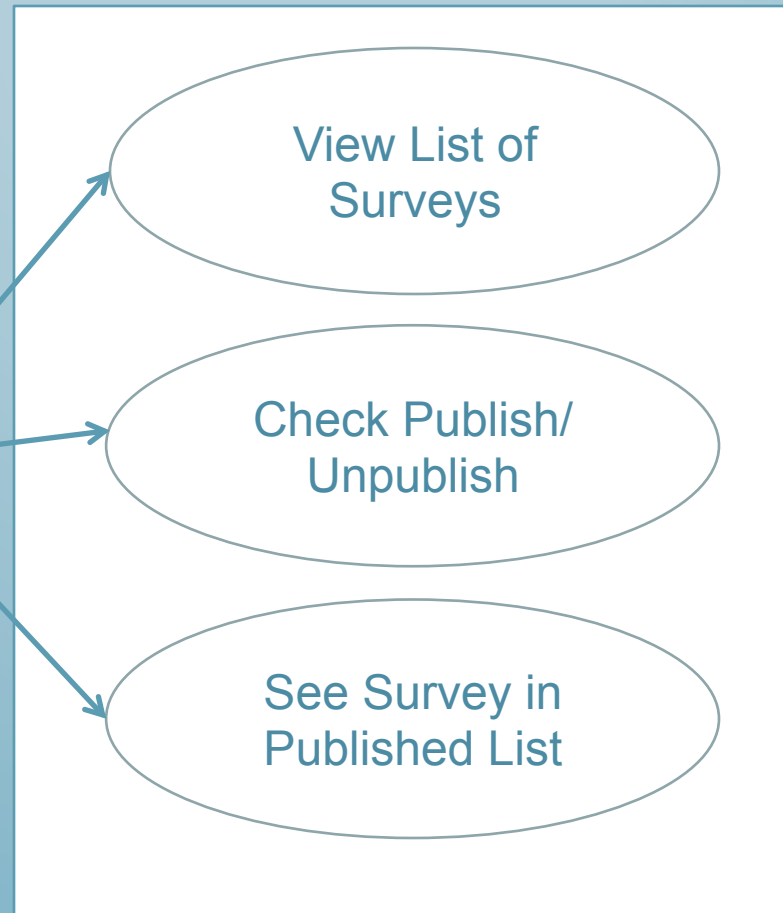 View List of
Surveys
Check Publish/
Unpublish
See Survey in
Published List